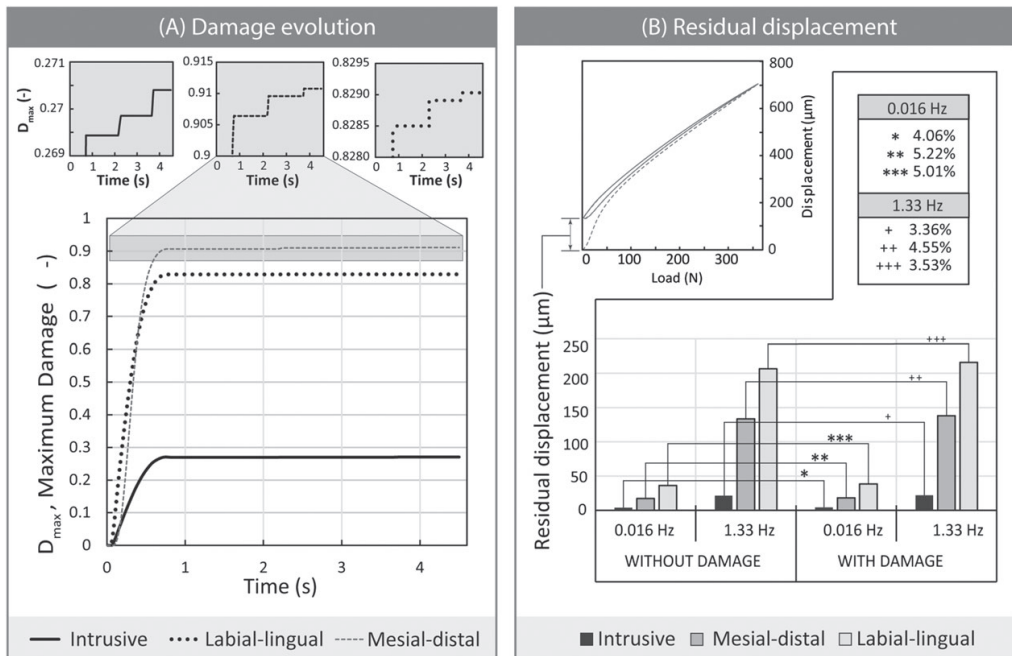 (A) Damage evolution
0.271
0.27
0.269
D max (-)
0 1 2 3 4
Time (s)
0.915
0.91
0.905
0.9
0 1 2 3 4
Time (s)
0.8295
0.8290
0.8285
0.8280
0 1 2 3 4
Time (s)
1
0.9
0.8
0.7
0.6
0.5
0.4
0.3
0.2
0.1
0
D max , Maximum Damage ( -)
0 1 2 3 4
Time (s)
Intrusive Labial-lingual Mesial-distal
(B) Residual displacement
800
600
400
200
0
Displacement (μm)
0 100 200 300
Load (N)
0.016 Hz
* 4.06%
** 5.22%
*** 5.01%
1.33 Hz
+ 3.36%
++ 4.55%
+++ 3.53%
Residual displacement (μm)
250
200
150
100
50
0
+++
++
+
***
**
*
0.016 Hz 1.33 Hz 0.016 Hz 1.33 Hz
WITHOUT DAMAGE WITH DAMAGE
Intrusive Mesial-distal Labial-lingual